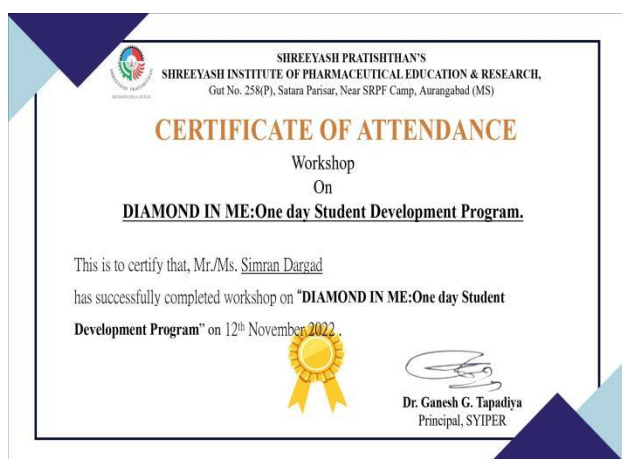 SHREEYASH PRATISHTHAN'S
SHREEYASH INSTITUTE OF PHARMACEUTICAL EDUCATION & RESEARCH,
Gut No. 258(P), Satara Parisar, Near SRPF Camp, Aurangabad (MS)
CERTIFICATE OF ATTENDANCE
Workshop
On
DIAMOND IN ME:One day Student Development Program.
This is to certify that, Mr./Ms. Simran Dargad
has successfully completed workshop on "DIAMOND IN ME:One day Student
Development Program" on 12th November 2022 .
Dr. Ganesh G. Tapadiya
Principal, SYIPER